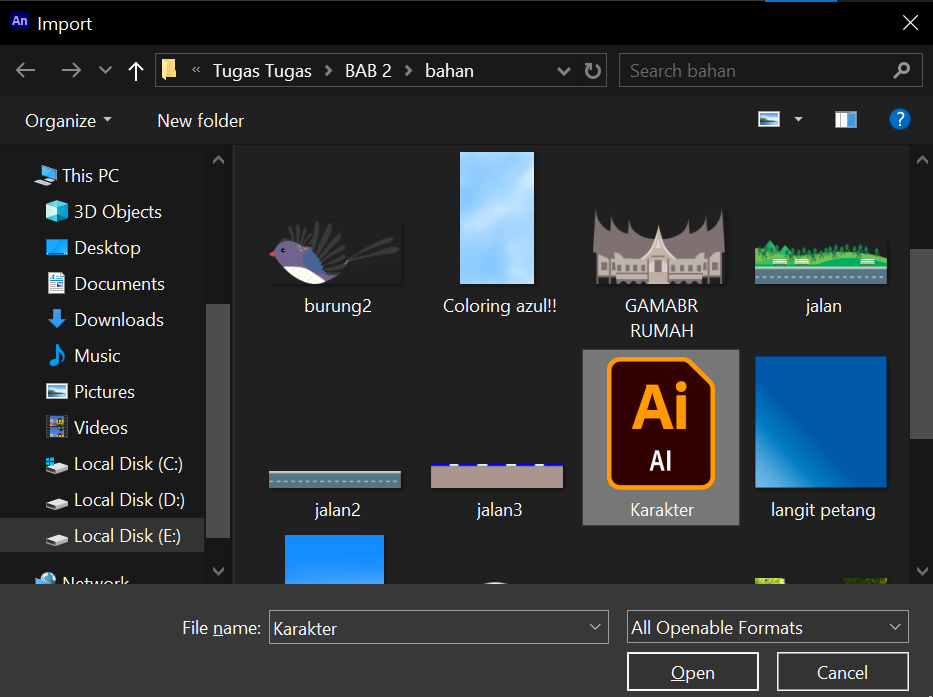 An Import
« Tugas Tugas > BAB 2 > bahan
Search bahan
Organize
New folder
?
This PC
3D Objects
Desktop
Documents
Downloads
Music
Pictures
Videos
Local Disk (C:)
Local Disk (D:)
Local Disk (E:)
Network
burung2
Coloring azul!!
GAMABR
RUMAH
jalan
jalan2
jalan3
Ai
AI
Karakter
langit petang
File name:
Karakter
All Openable Formats
Open
Cancel